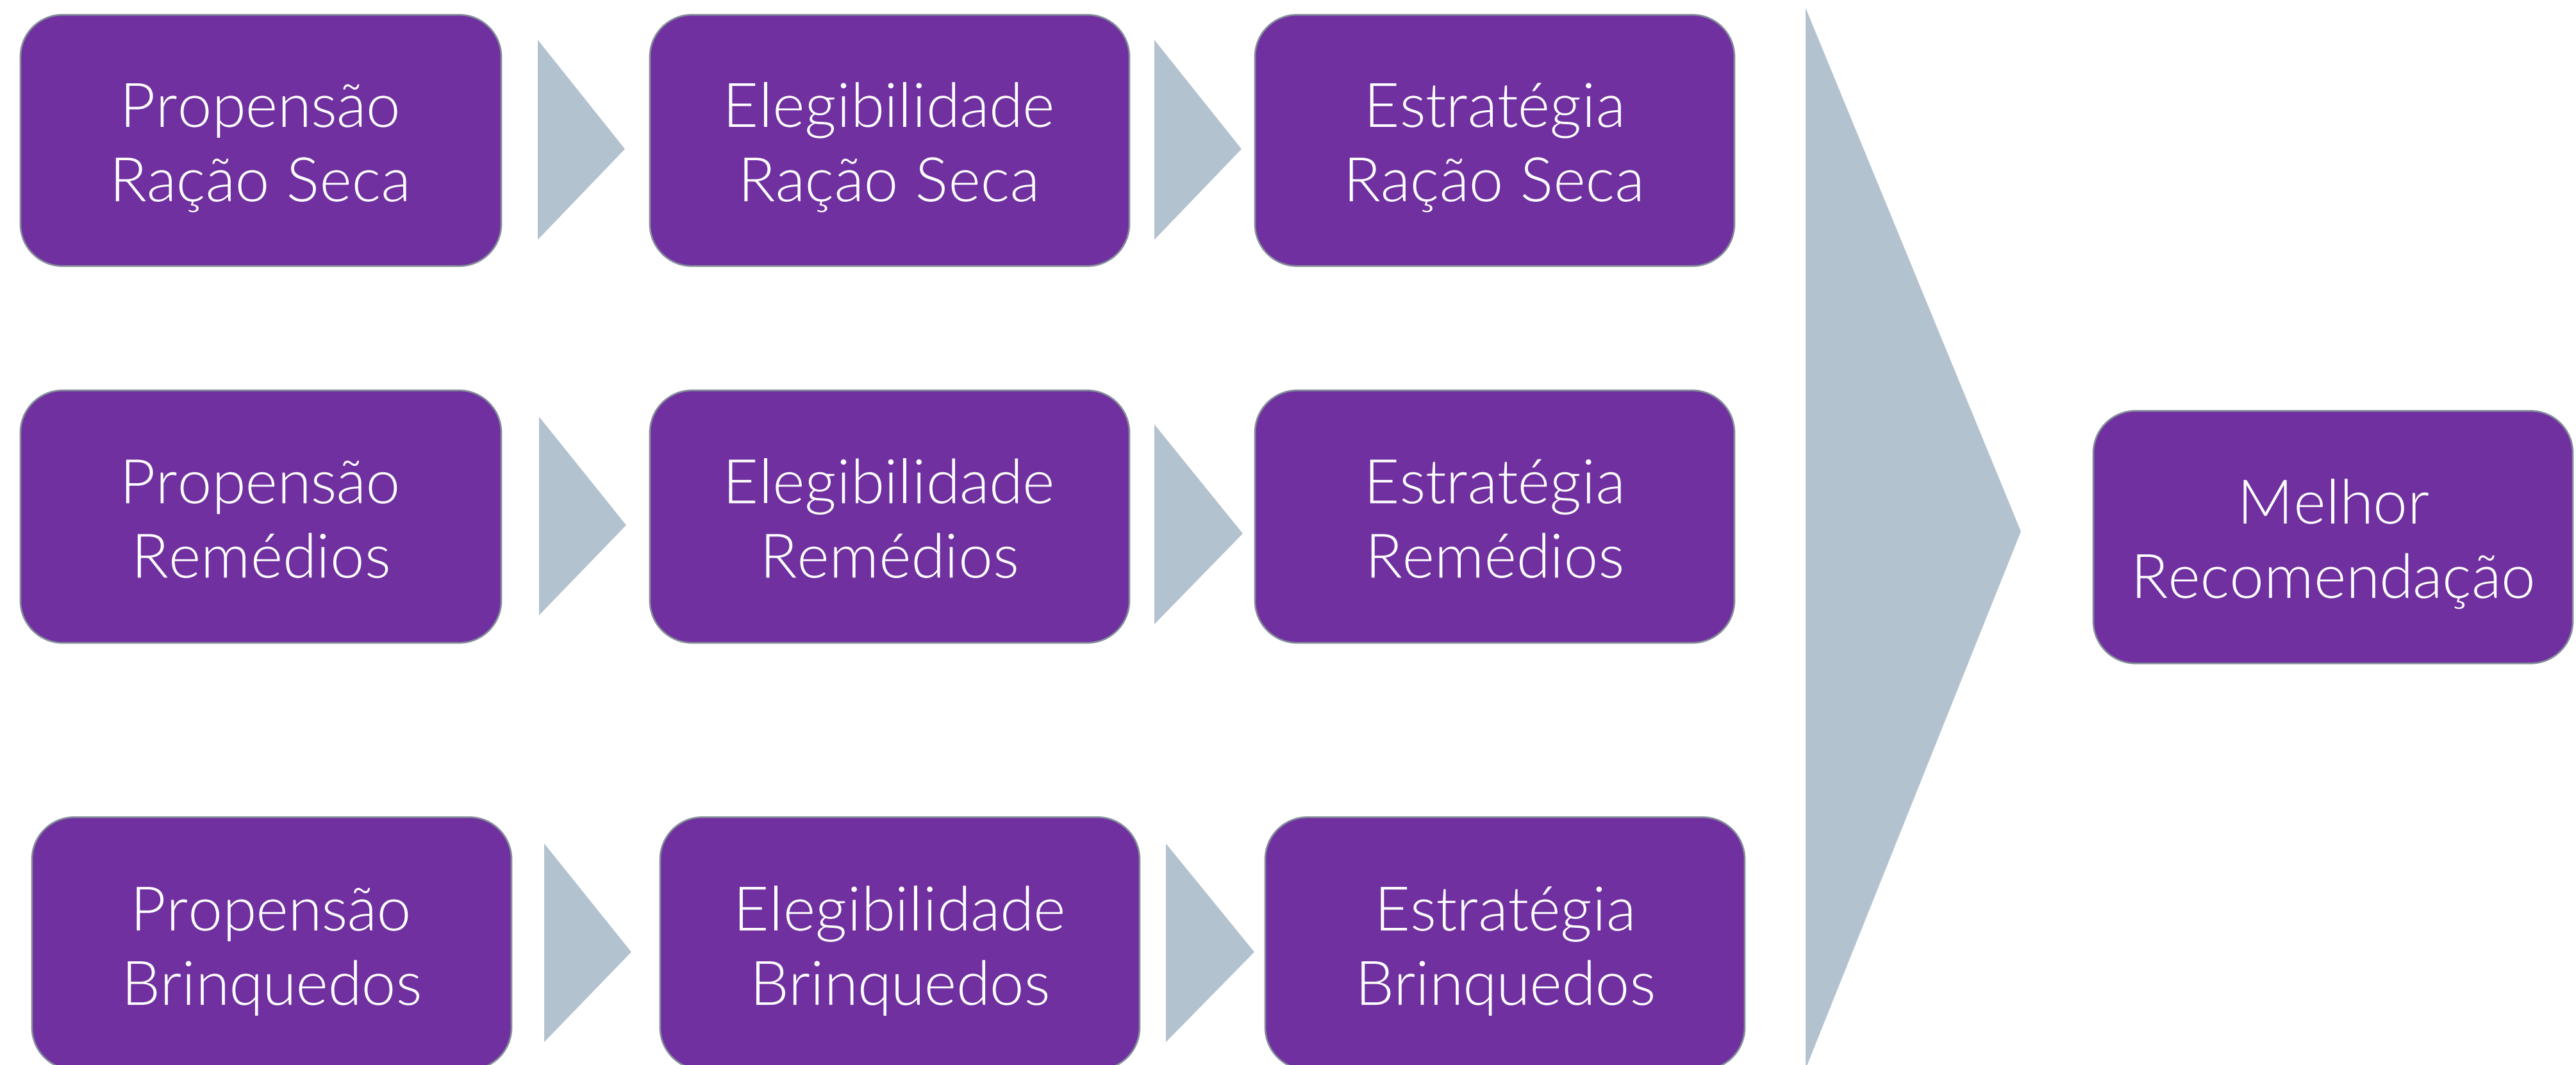 Propensão
Ração Seca
Elegibilidade
Ração Seca
Estratégia
Ração Seca
Propensão
Remédios
Elegibilidade
Remédios
Estratégia
Remédios
Melhor
Recomendação
Propensão
Brinquedos
Elegibilidade
Brinquedos
Estratégia
Brinquedos